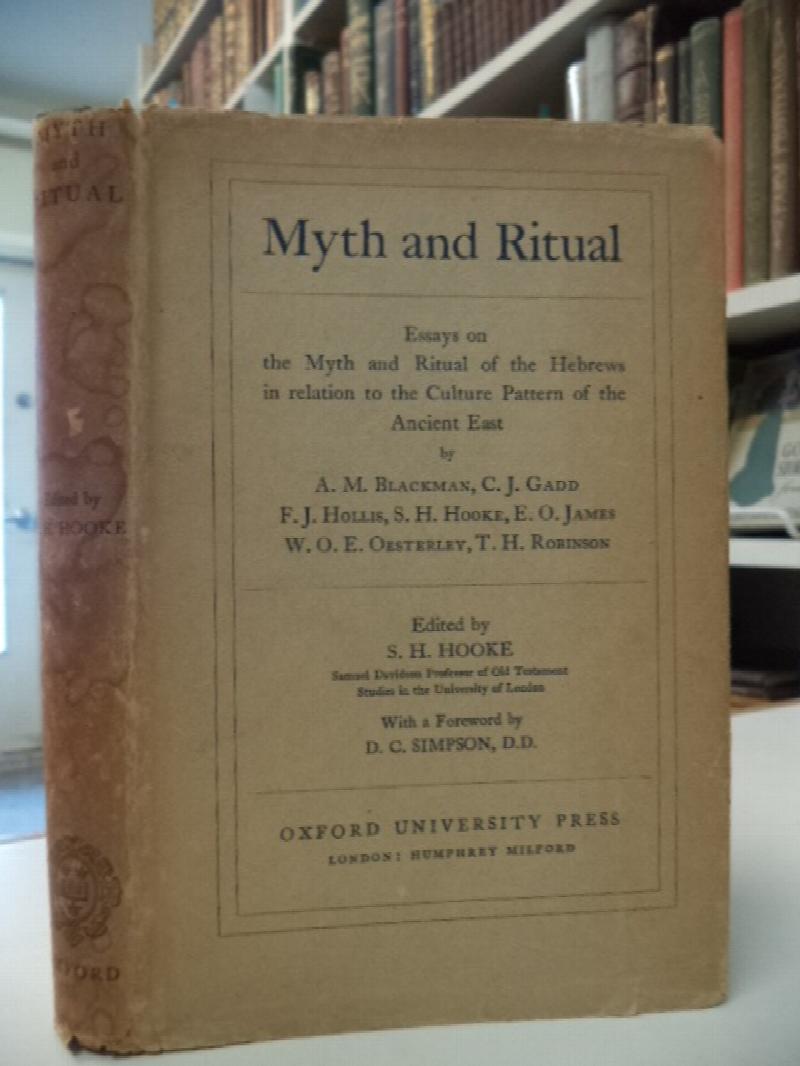 MYTH
and
RITUAL
Edited by
HOOKE
Myth and Ritual
Essays on
the Myth and Ritual of the Hebrews
in relation to the Culture Pattern of the
Ancient East
by
A. M. BLACKMAN, C. J. GADD
F. J. HOLLIS, S. H. HOOKE, E. O. JAMES
W. O. E. OESTERLEY, T. H. ROBINSON
Edited by
S. H. HOOKE
Samuel Davidson Professor of Old Testament
Studies in the University of London
With a Foreword by
D. C. SIMPSON, D.D.
OXFORD UNIVERSITY PRESS
LONDON: HUMPHREY MILFORD